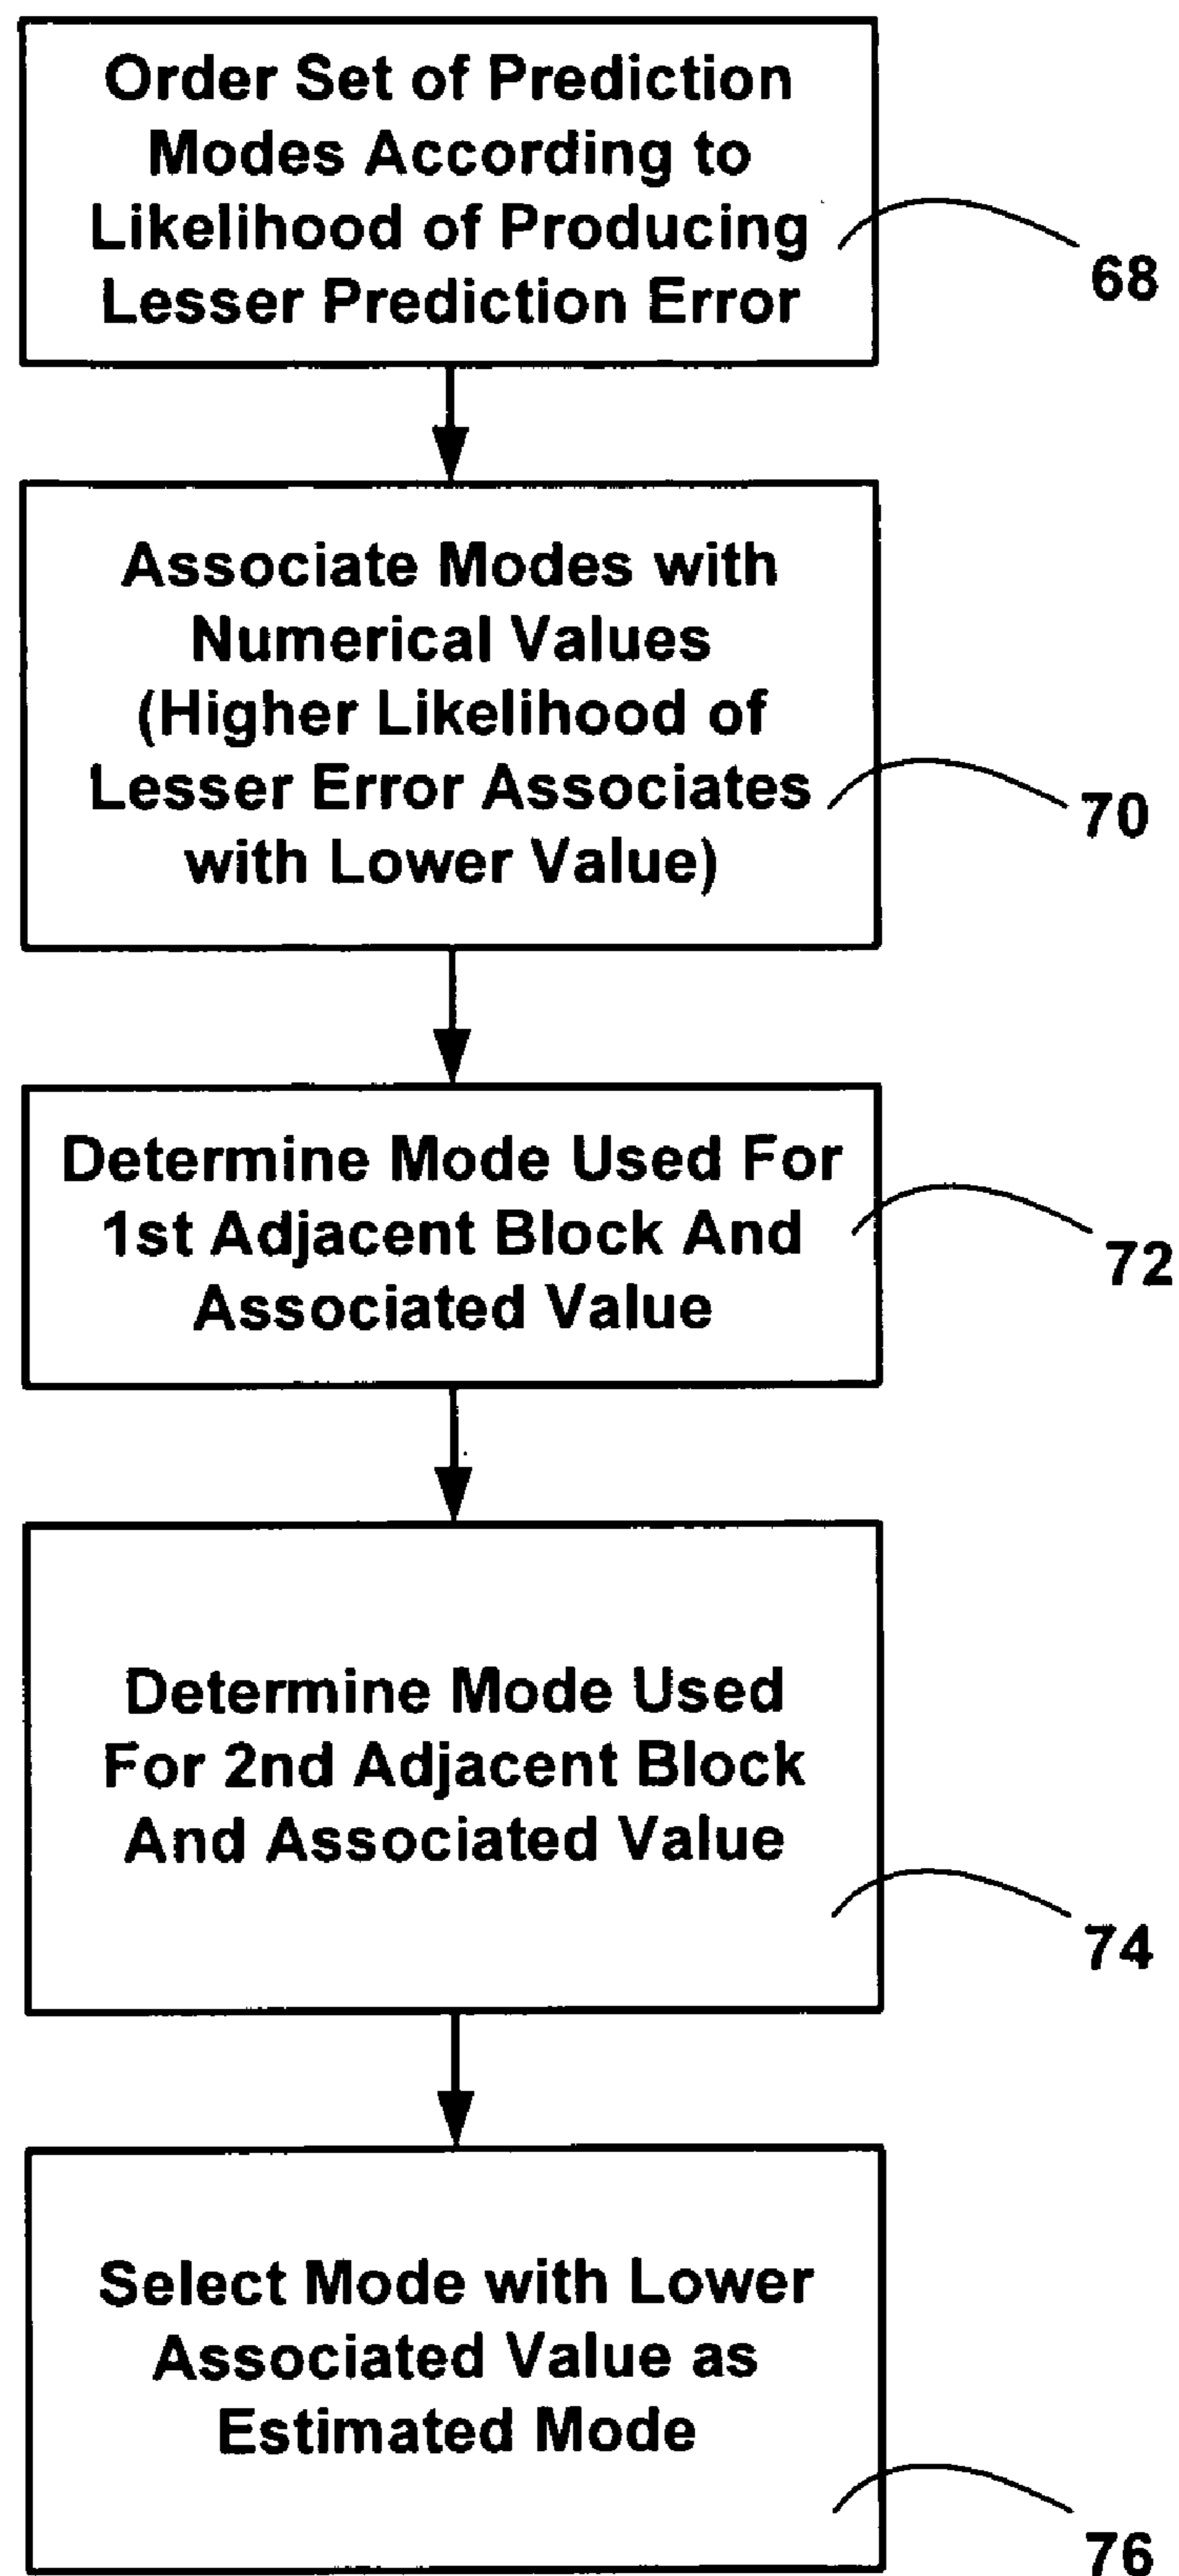 Order Set of Prediction
Modes According to
Likelihood of Producing
Lesser Prediction Error
68
Associate Modes with
Numerical Values
(Higher Likelihood of
Lesser Error Associates
with Lower Value)
70
Determine Mode Used For
1st Adjacent Block And
Associated Value
72
Determine Mode Used
For 2nd Adjacent Block
And Associated Value
74
Select Mode with Lower
Associated Value as
Estimated Mode
76